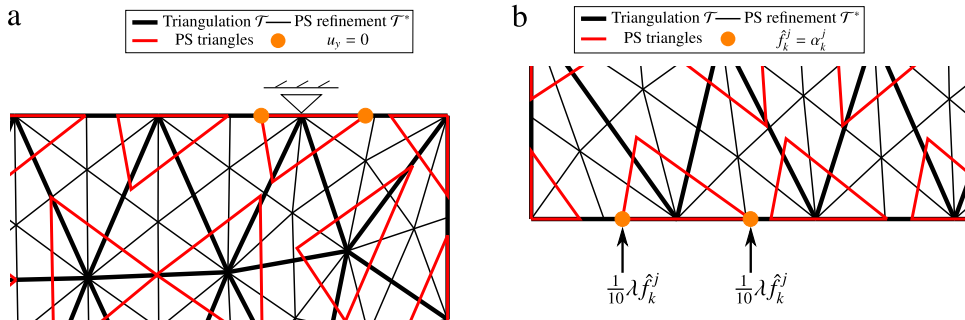 a
Triangulation 𝒯 PS refinement 𝒯*
PS triangles u_y = 0
b
Triangulation 𝒯 PS refinement 𝒯*
PS triangles f̂_k^j = α_k^j
1/10 λ f̂_k^j 1/10 λ f̂_k^j